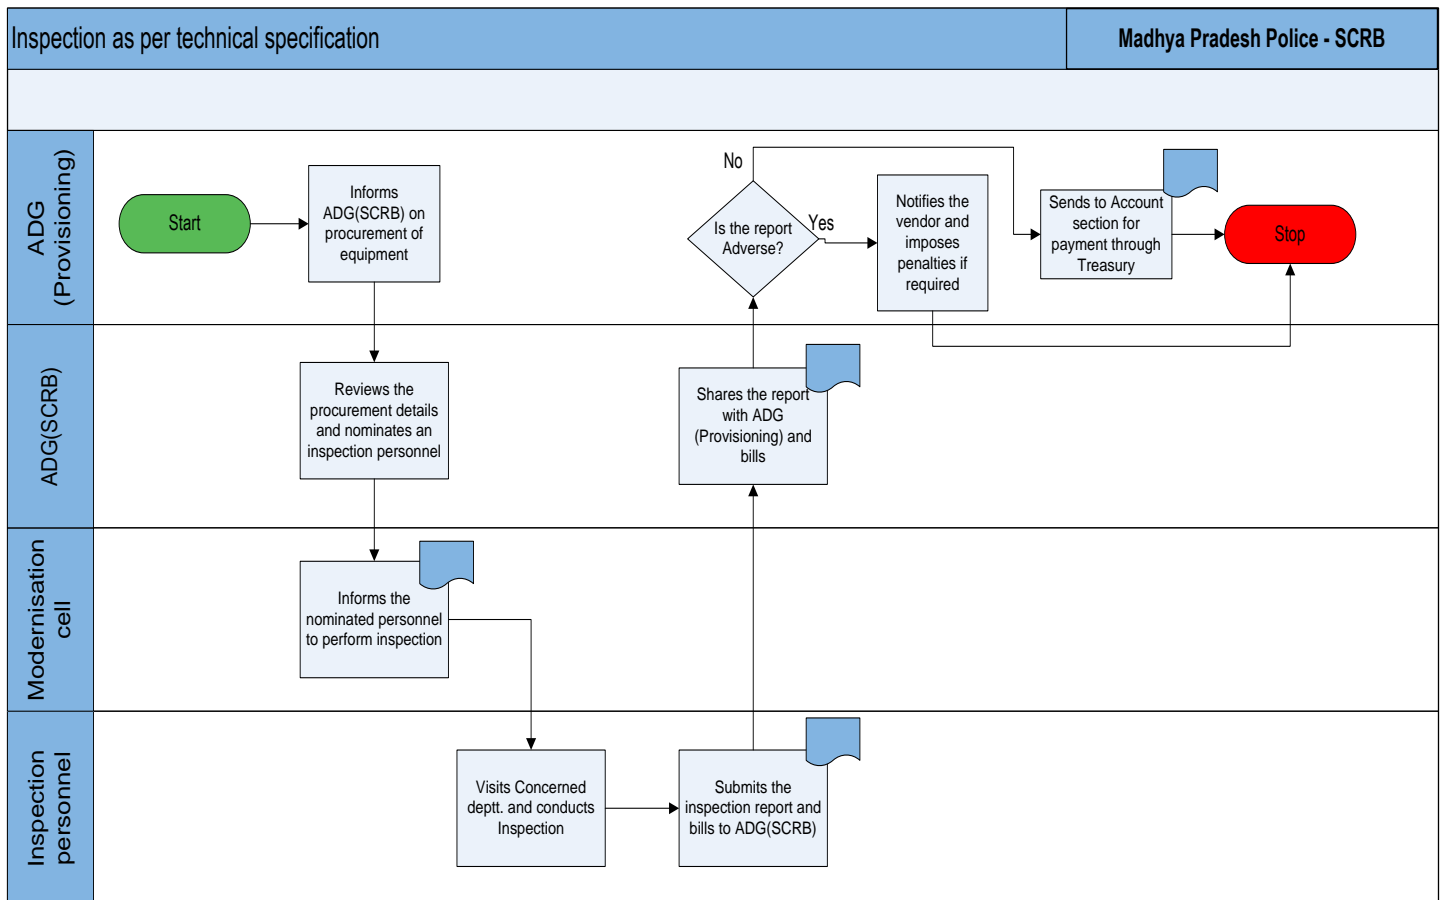 Inspection as per technical specification
Madhya Pradesh Police - SCRB
ADG
(Provisioning)
Start
Informs
ADG(SCRB) on
procurement of
equipment
No
Is the report
Adverse?
Yes
Notifies the
vendor and
imposes
penalties if
required
Sends to Account
section for
payment through
Treasury
Stop
ADG(SCRB)
Reviews the
procurement details
and nominates an
inspection personnel
Shares the report
with ADG
(Provisioning) and
bills
Modernisation
cell
Informs the
nominated personnel
to perform inspection
Inspection
personnel
Visits Concerned
deptt. and conducts
Inspection
Submits the
inspection report and
bills to ADG(SCRB)